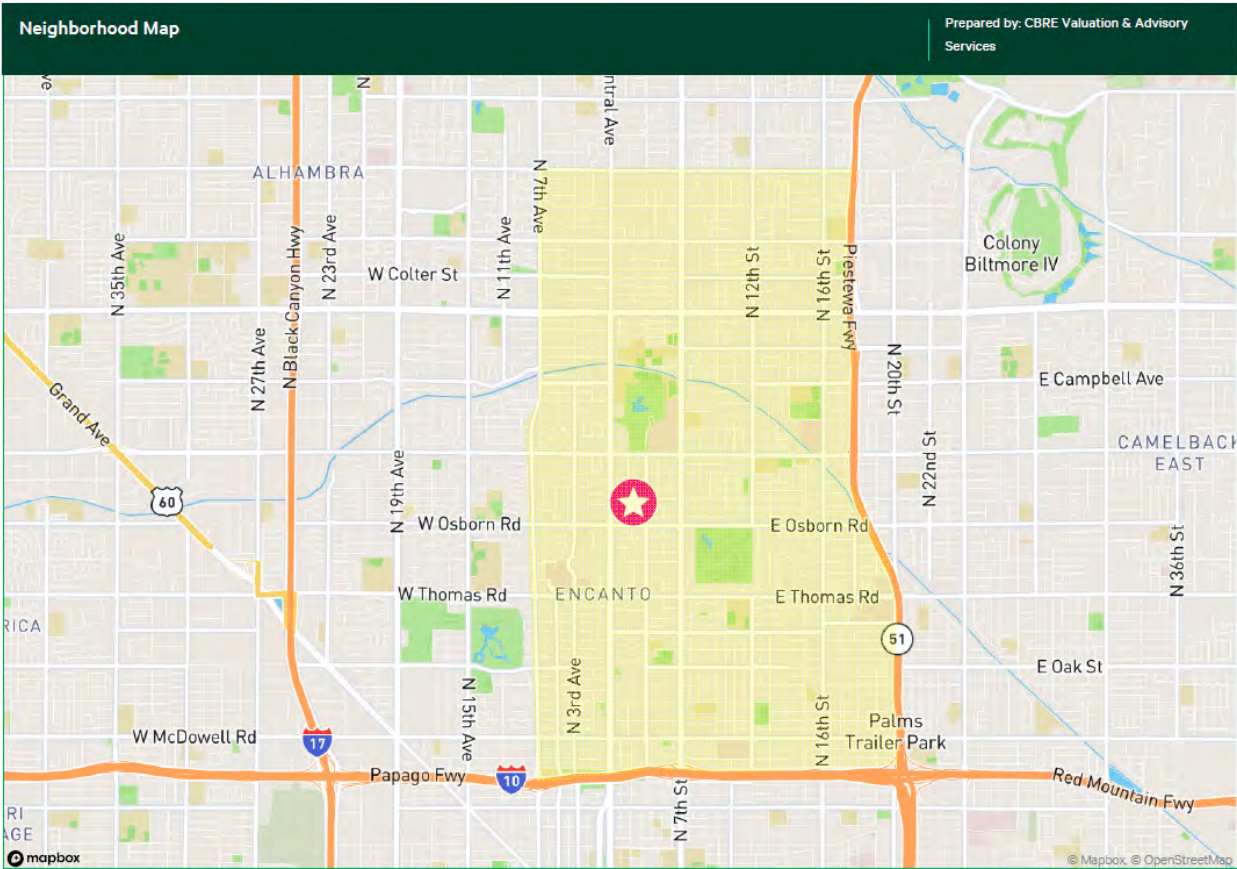 Neighborhood Map
Prepared by: CBRE Valuation & Advisory
Services
ve
N
ntral Ave
ALHAMBRA
N 7th Ave
N 35th Ave
N Black Canyon Hwy
N 23rd Ave
N 11th Ave
W Colter St
N 12th St
N 16th St
Piestewa Fwy
Colony
Biltmore IV
N 27th Ave
N 20th St
E Campbell Ave
Grand Ave
CAMELBACK
EAST
N 22nd St
60
N 19th Ave
W Osborn Rd
E Osborn Rd
N 36th St
W Thomas Rd
ENCANTO
E Thomas Rd
RICA
51
E Oak St
N 15th Ave
N 3rd Ave
N 16th St
Palms
Trailer Park
W McDowell Rd
17
Papago Fwy
10
Red Mountain Fwy
N 7th St
RI
AGE
mapbox
© Mapbox, © OpenStreetMap